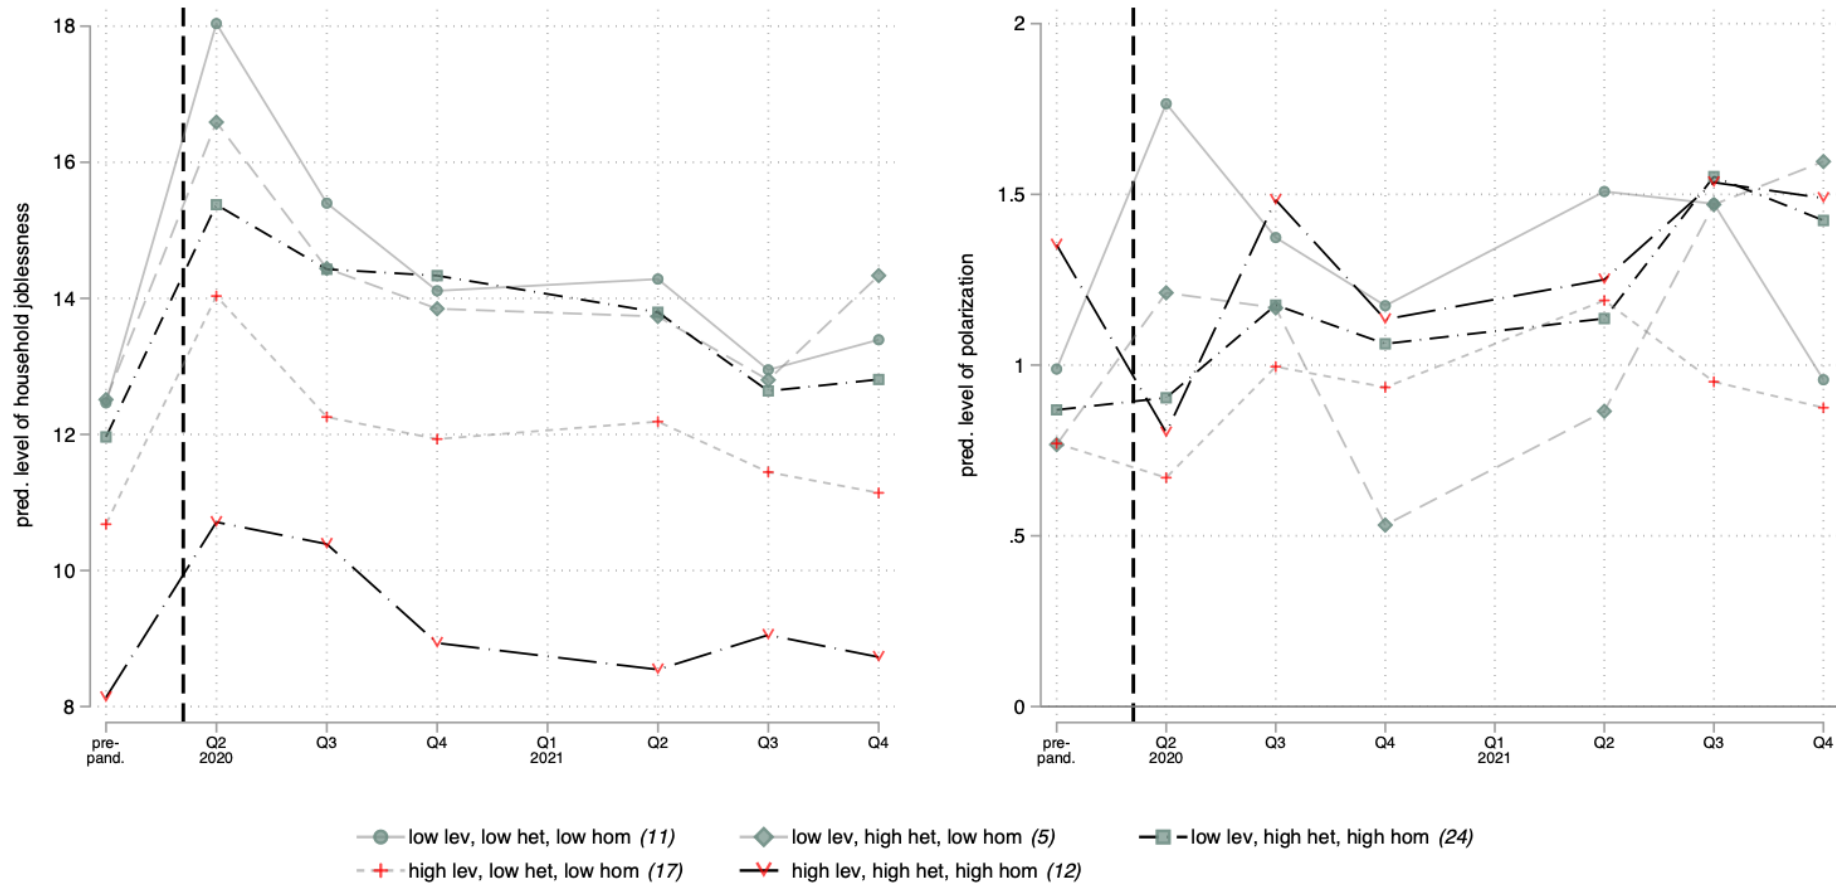 pred. level of household joblessness
18
16
14
12
10
8
pre-
pand.
Q2
2020
Q3
Q4
Q1
2021
Q2
Q3
Q4
pred. level of polarization
2
1.5
1
.5
0
pre-
pand.
Q2
2020
Q3
Q4
Q1
2021
Q2
Q3
Q4
low lev, low het, low hom (11)
low lev, high het, low hom (5)
low lev, high het, high hom (24)
high lev, low het, low hom (17)
high lev, high het, high hom (12)